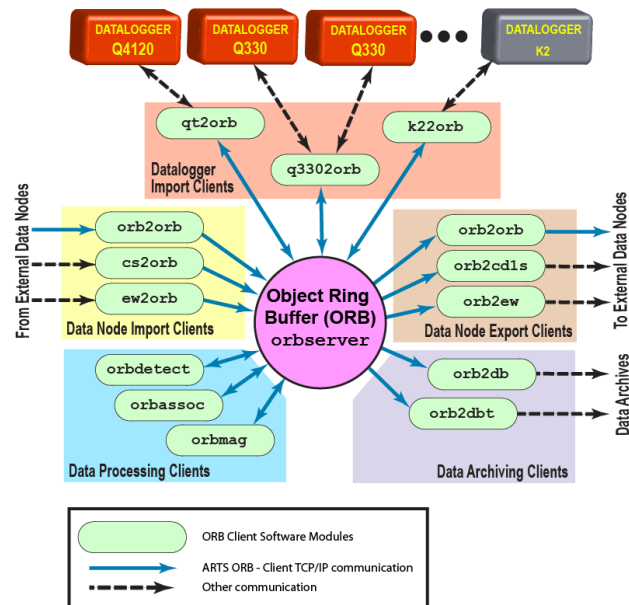 DATALOGGER
Q4120
DATALOGGER
Q330
DATALOGGER
Q330
DATALOGGER
K2
qt2orb
k22orb
q3302orb
Datalogger
Import Clients
From External Data Nodes
orb2orb
cs2orb
ew2orb
Data Node Import Clients
Object Ring
Buffer (ORB)
orbserver
orb2orb
orb2cd1s
orb2ew
Data Node Export Clients
To External Data Nodes
orbdetect
orbassoc
orbmag
Data Processing Clients
orb2db
orb2dbt
Data Archiving Clients
Data Archives
ORB Client Software Modules
ARTS ORB - Client TCP/IP communication
Other communication